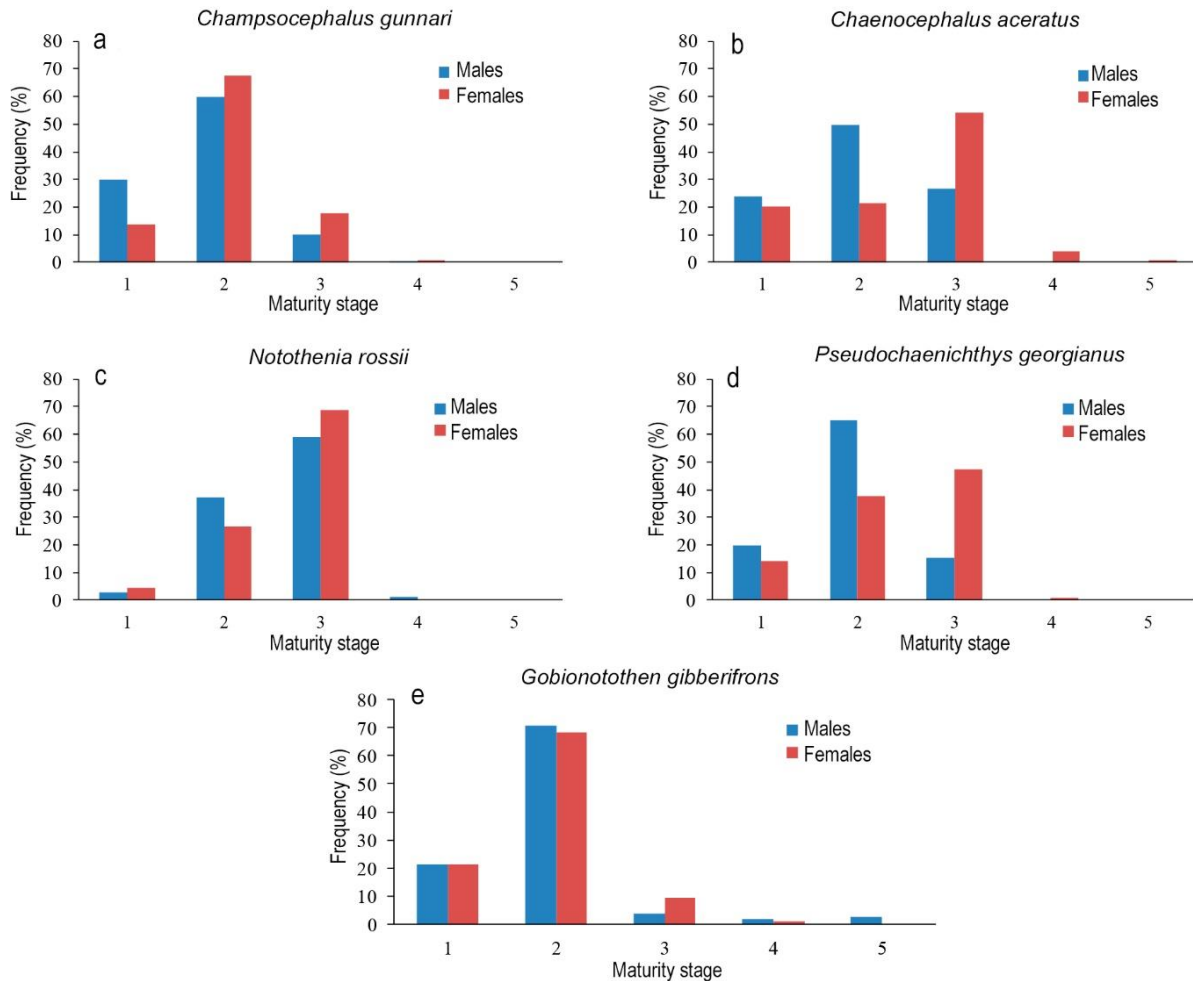 Champsocephalus gunnari
a
80
70
60
50
40
30
20
10
0
Frequency (%)
Males
Females
1 2 3 4 5
Maturity stage
Chaenocephalus aceratus
b
80
70
60
50
40
30
20
10
0
Frequency (%)
Males
Females
1 2 3 4 5
Maturity stage
Notothenia rossii
c
80
70
60
50
40
30
20
10
0
Frequency (%)
Males
Females
1 2 3 4 5
Maturity stage
Pseudochaenichthys georgianus
d
80
70
60
50
40
30
20
10
0
Frequency (%)
Males
Females
1 2 3 4 5
Maturity stage
Gobionotothen gibberifrons
e
80
70
60
50
40
30
20
10
0
Frequency (%)
Males
Females
1 2 3 4 5
Maturity stage